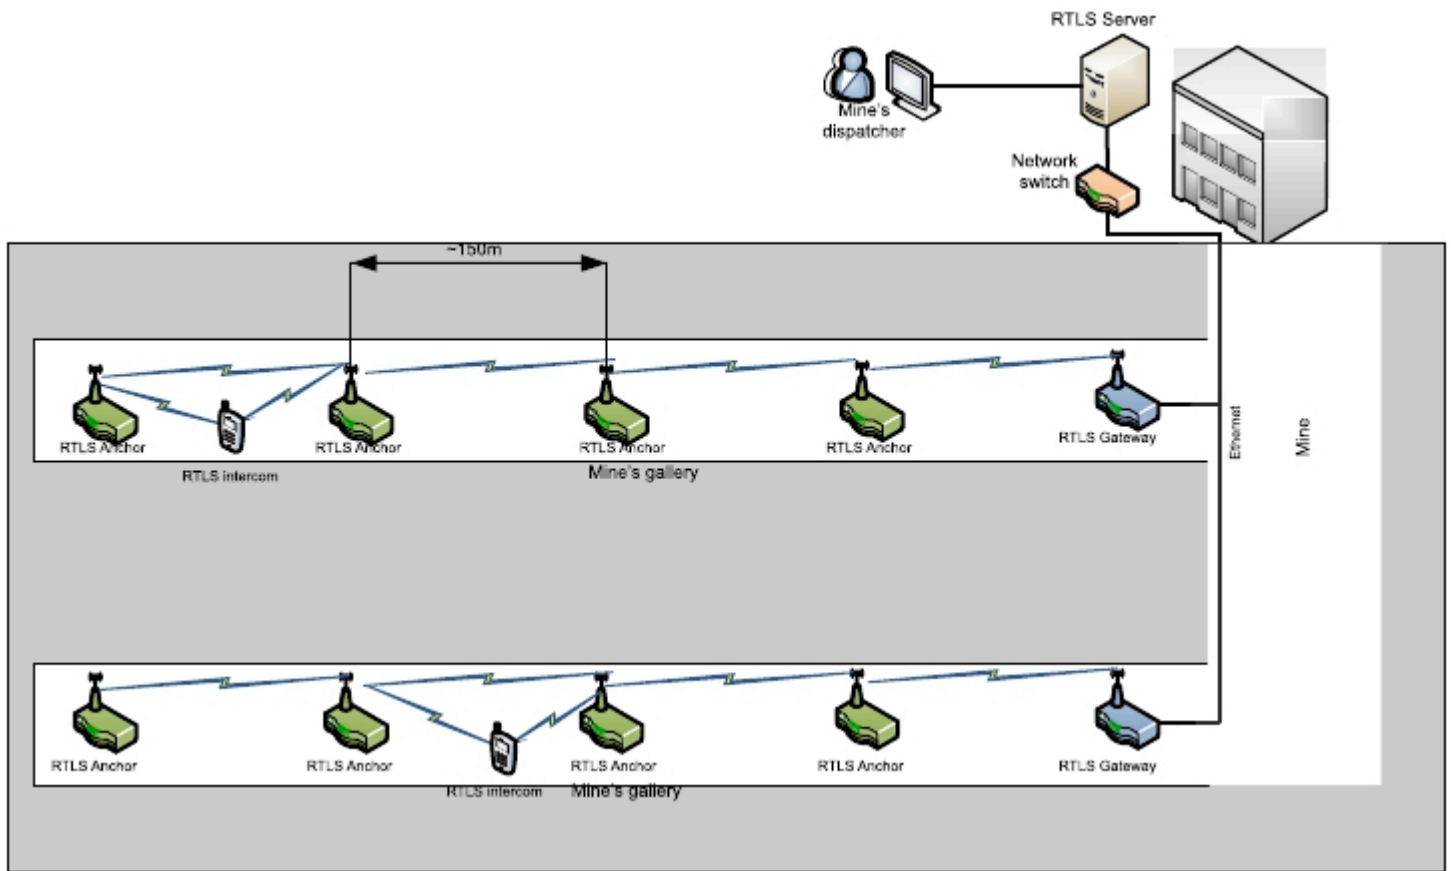 RTLS Server
Mine's
dispatcher
Network
switch
~150m
RTLS Anchor
RTLS Anchor
RTLS Anchor
RTLS Anchor
RTLS Gateway
RTLS intercom
Mine's gallery
Ethernet
Mine
RTLS Anchor
RTLS Anchor
RTLS Anchor
RTLS Anchor
RTLS Gateway
RTLS intercom
Mine's gallery